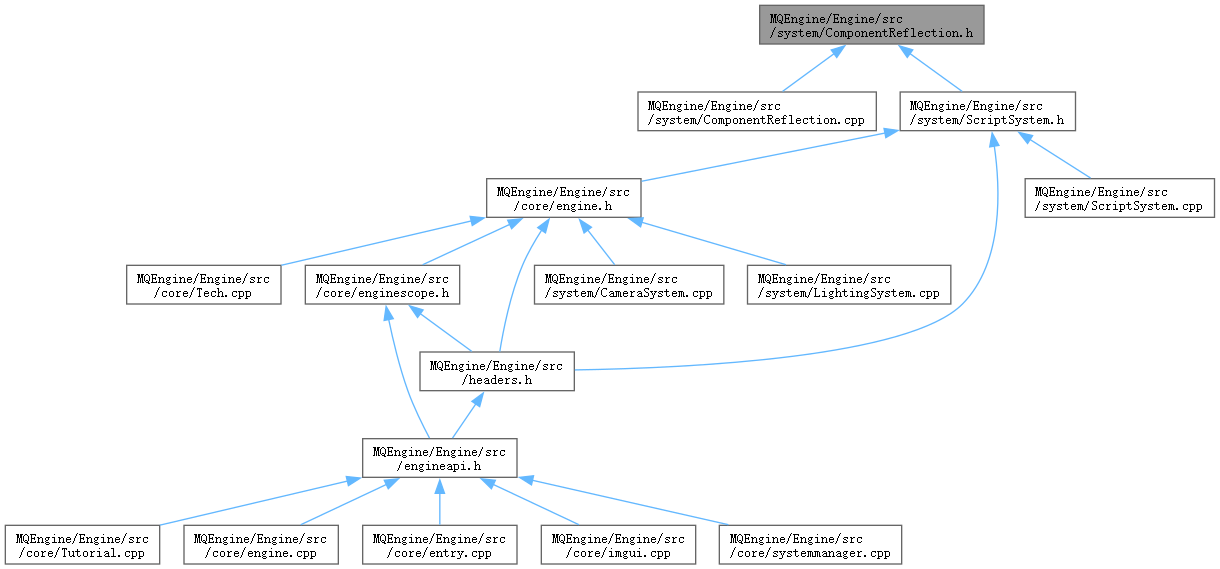 MQEngine/Engine/src
/system/ComponentReflection.h
MQEngine/Engine/src
/system/ComponentReflection.cpp
MQEngine/Engine/src
/system/ScriptSystem.h
MQEngine/Engine/src
/core/engine.h
MQEngine/Engine/src
/system/ScriptSystem.cpp
MQEngine/Engine/src
/core/Tech.cpp
MQEngine/Engine/src
/core/enginescope.h
MQEngine/Engine/src
/system/CameraSystem.cpp
MQEngine/Engine/src
/system/LightingSystem.cpp
MQEngine/Engine/src
/headers.h
MQEngine/Engine/src
/engineapi.h
MQEngine/Engine/src
/core/Tutorial.cpp
MQEngine/Engine/src
/core/engine.cpp
MQEngine/Engine/src
/core/entry.cpp
MQEngine/Engine/src
/core/imgui.cpp
MQEngine/Engine/src
/core/systemmanager.cpp